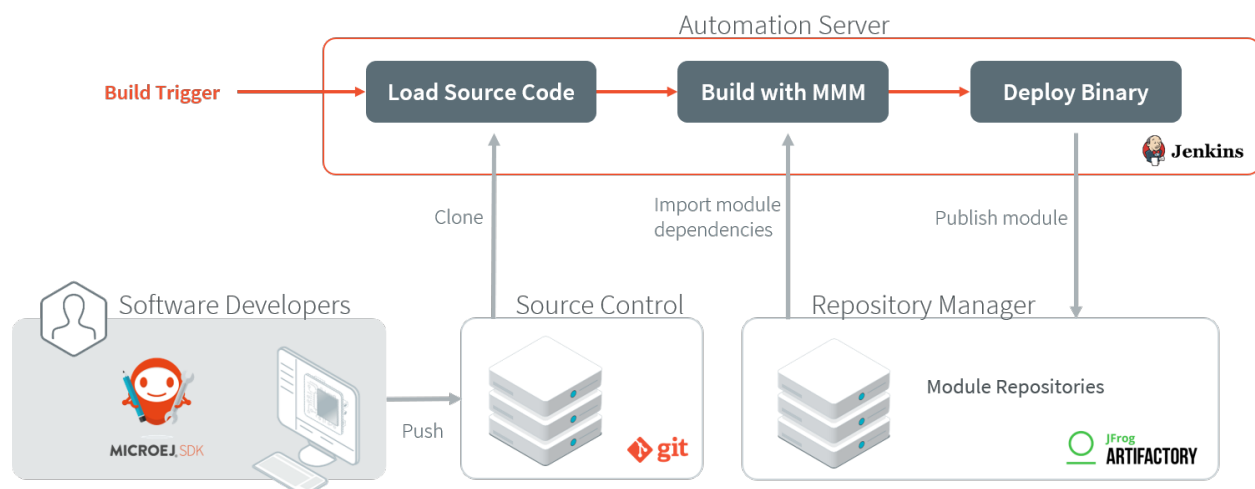 Automation Server
Build Trigger
Load Source Code
Build with MMM
Deploy Binary
Jenkins
Clone
Import module
dependencies
Publish module
Software Developers
Source Control
Repository Manager
Module Repositories
Push
MICROEJ. SDK
git
JFrog
ARTIFACTORY